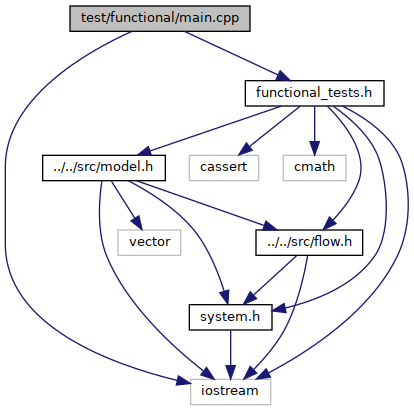 test/functional/main.cpp
functional_tests.h
../../src/model.h
cassert
cmath
vector
../../src/flow.h
system.h
iostream